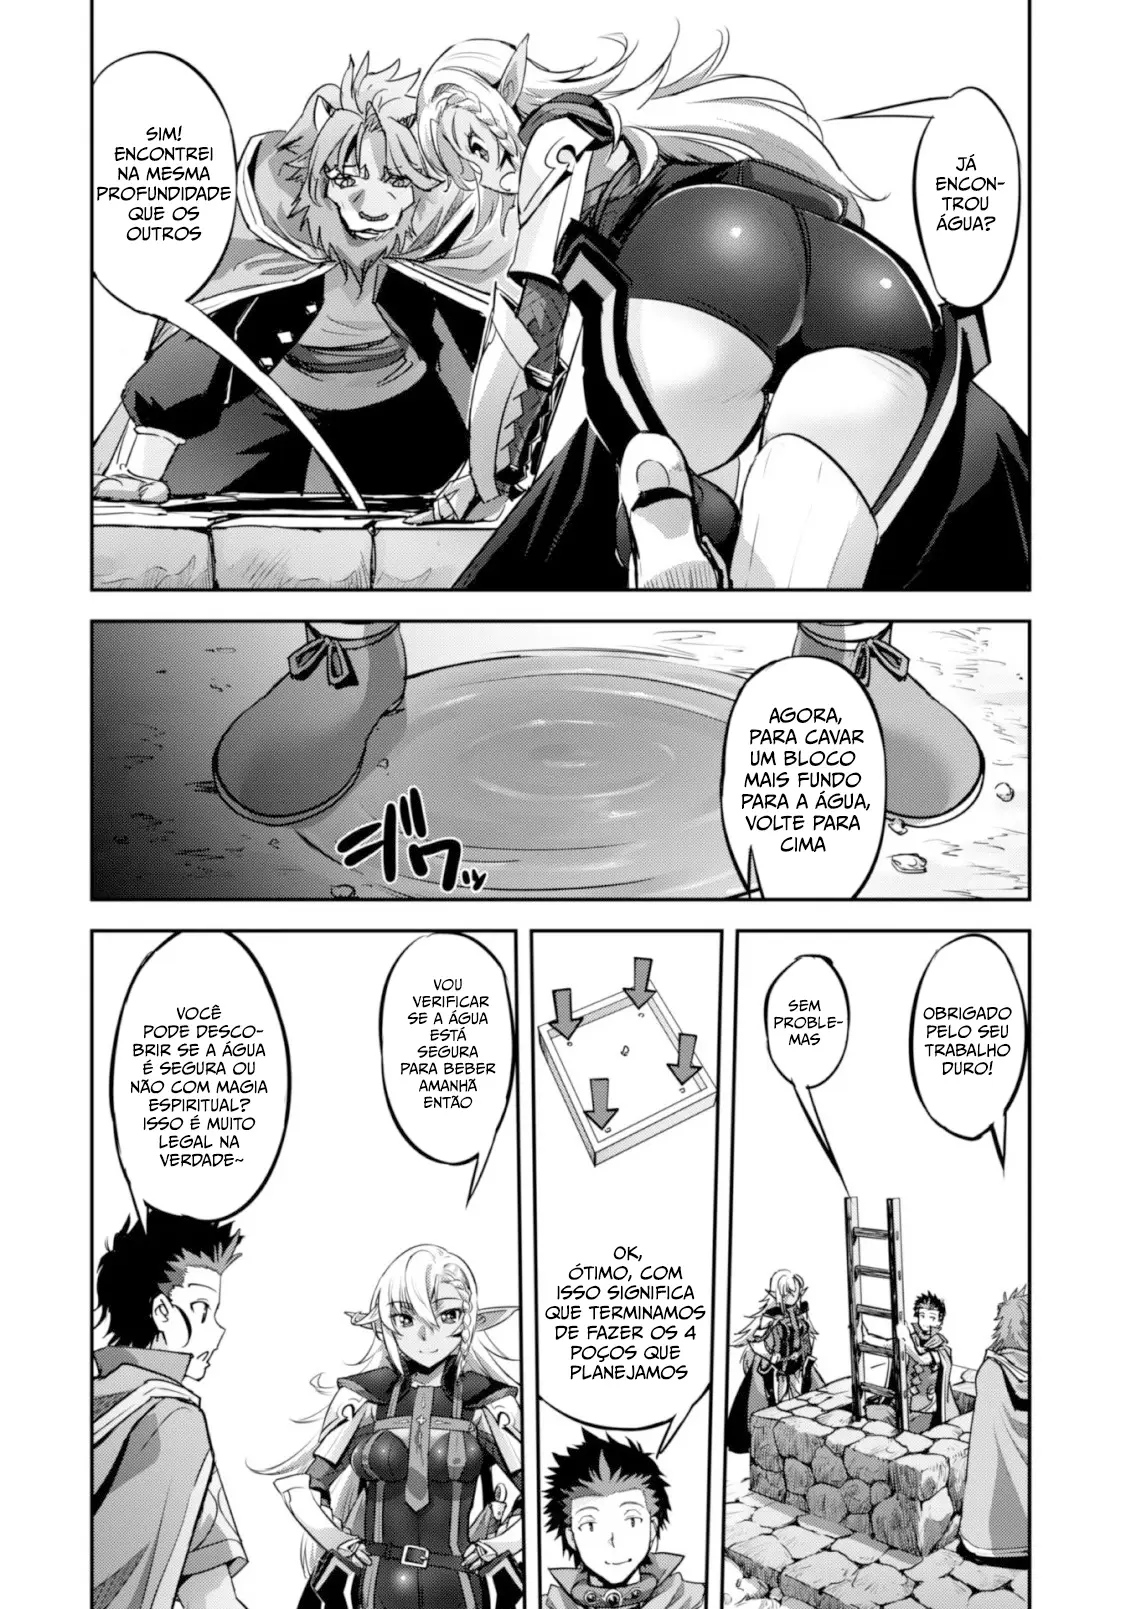 JÁ
ENCON-
TROU
ÁGUA?
SIM!
ENCONTREI
NA MESMA
PROFUNDIDADE
QUE OS
OUTROS
AGORA,
PARA CAVAR
UM BLOCO
MAIS FUNDO
PARA A ÁGUA,
VOLTE PARA
CIMA
ギワッ
OBRIGADO
PELO SEU
TRABALHO
DURO!
SEM
PROBLE-
MAS
OK,
ÓTIMO, COM
ISSO SIGNIFICA
QUE TERMINAMOS
DE FAZER OS 4
POÇOS QUE
PLANEJAMOS
VOU
VERIFICAR
SE A ÁGUA
ESTÁ
SEGURA
PARA BEBER
AMANHÃ
ENTÃO
VOCÊ
PODE DESCO-
BRIR SE A ÁGUA
É SEGURA OU
NÃO COM MAGIA
ESPIRITUAL?
ISSO É MUITO
LEGAL NA
VERDADE~